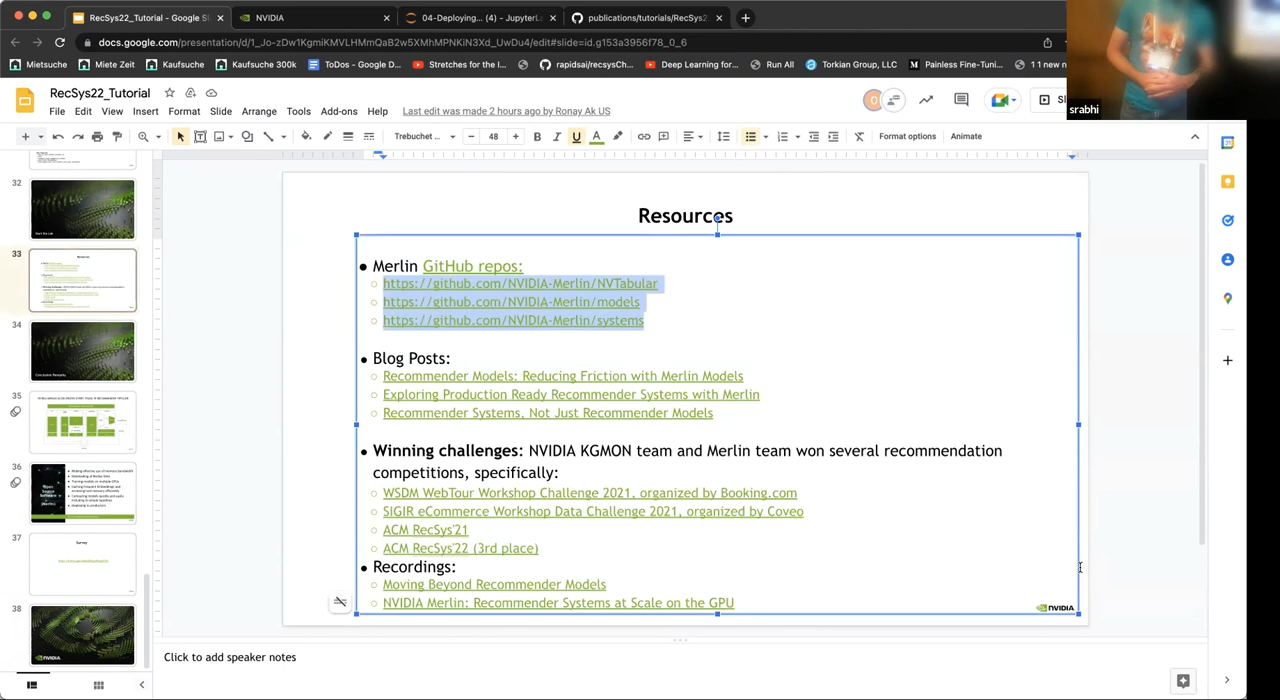 RecSys22_Tutorial - Google Sl
NVIDIA
04-Deploying... (4) - JupyterL
publications/tutorials/RecSys2
docs.google.com/presentation/d/1_Jo-zDw1KgmiKMVLHMmQaB2w5XMhMPNKiN3Xd_UwDu4/edit#slide=id.g153a3956f78_0_6
Mietsuche
Miete Zeit
Kaufsuche
Kaufsuche 300k
ToDos - Google D...
Stretches for the l...
rapidsai/recsysCh...
Deep Learning for...
Run All
Torkian Group, LLC
Painless Fine-Tuni...
1 1 new n
srabhi
RecSys22_Tutorial
File Edit View Insert Format Slide Arrange Tools Add-ons Help
Last edit was made 2 hours ago by Ronay Ak US
Sl
Trebuchet ...
48
Format options
Animate
32
33
34
35
36
37
38
Survey
NVIDIA
Resources
Merlin GitHub repos:
https://github.com/NVIDIA-Merlin/NVTabular
https://github.com/NVIDIA-Merlin/models
https://github.com/NVIDIA-Merlin/systems
Blog Posts:
Recommender Models: Reducing Friction with Merlin Models
Exploring Production Ready Recommender Systems with Merlin
Recommender Systems, Not Just Recommender Models
Winning challenges: NVIDIA KGMON team and Merlin team won several recommendation
competitions, specifically:
WSDM WebTour Workshop Challenge 2021, organized by Booking.com
SIGIR eCommerce Workshop Data Challenge 2021, organized by Coveo
ACM RecSys'21
ACM RecSys'22 (3rd place)
Recordings:
Moving Beyond Recommender Models
NVIDIA Merlin: Recommender Systems at Scale on the GPU
NVIDIA
Click to add speaker notes